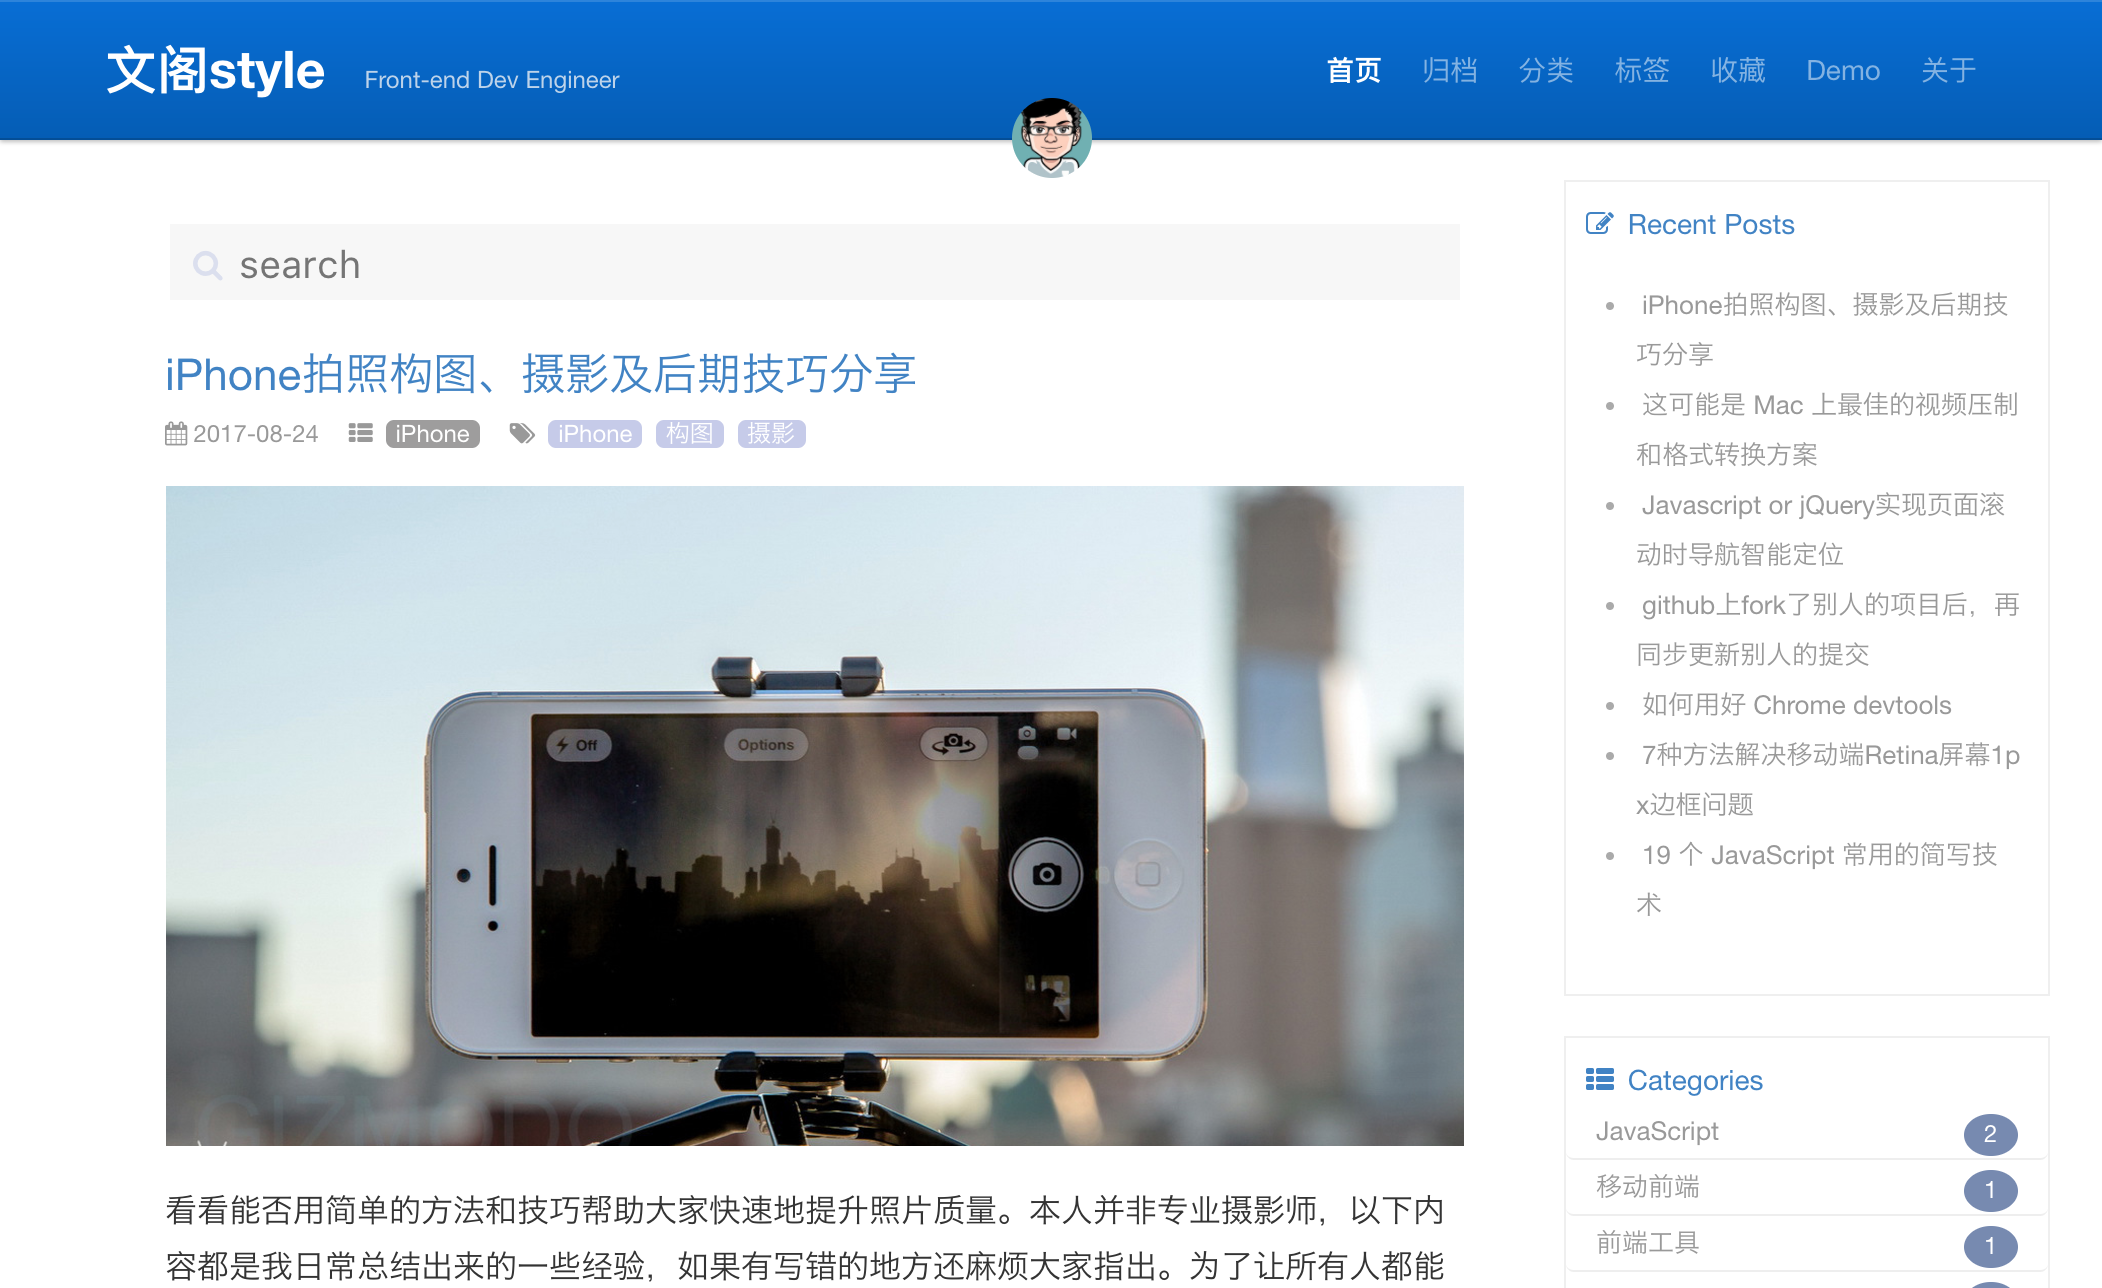 文阁style
Front-end Dev Engineer
首页 归档 分类 标签 收藏 Demo 关于
search
iPhone拍照构图、摄影及后期技巧分享
2017-08-24 iPhone iPhone 构图 摄影
Off
Options
GIZMODO
看看能否用简单的方法和技巧帮助大家快速地提升照片质量。本人并非专业摄影师，以下内
容都是我日常总结出来的一些经验，如果有写错的地方还麻烦大家指出。为了让所有人都能
Recent Posts
iPhone拍照构图、摄影及后期技
巧分享
这可能是 Mac 上最佳的视频压制
和格式转换方案
Javascript or jQuery实现页面滚
动时导航智能定位
github上fork了别人的项目后，再
同步更新别人的提交
如何用好 Chrome devtools
7种方法解决移动端Retina屏幕1p
x边框问题
19 个 JavaScript 常用的简写技
术
Categories
JavaScript 2
移动前端 1
前端工具 1